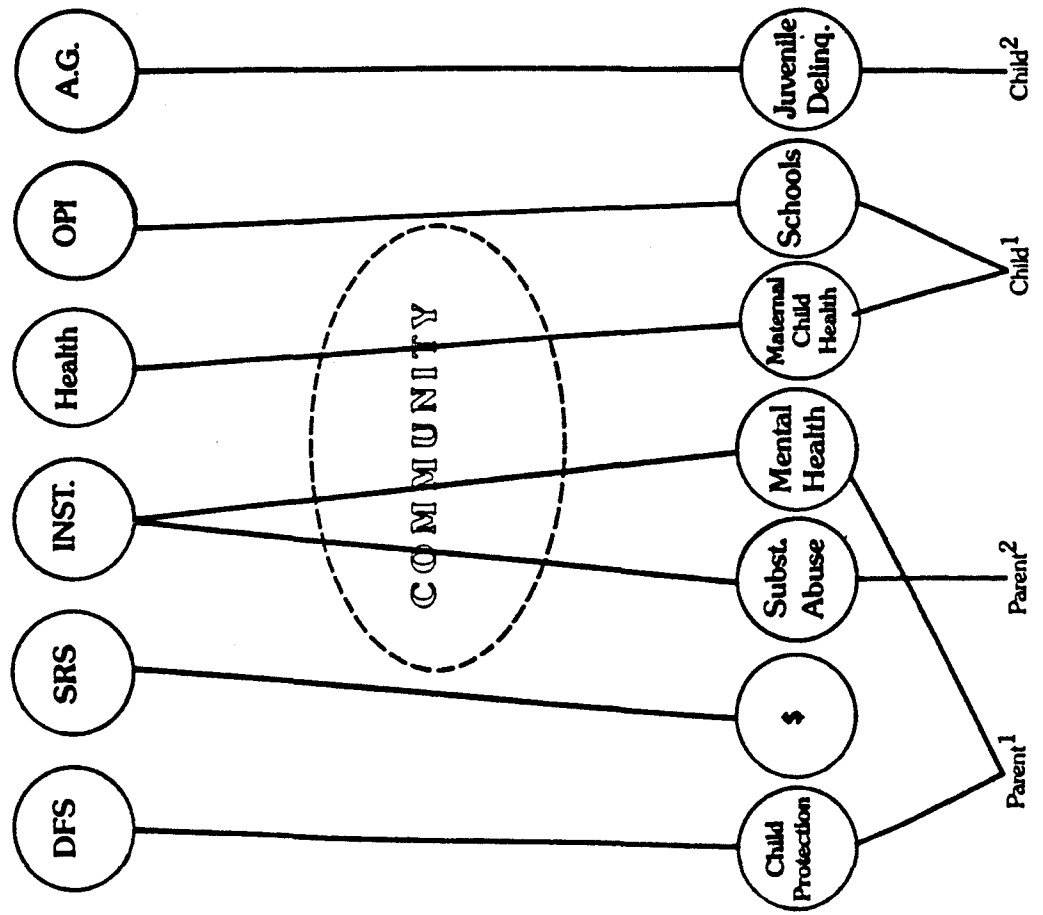 DFS
SRS
INST.
Health
OPI
A.G.
COMMUNITY
Child
Protection
$
Subst.
Abuse
Mental
Health
Maternal
Child
Health
Schools
Juvenile
Delinq.
Parent¹
Parent²
Child¹
Child²